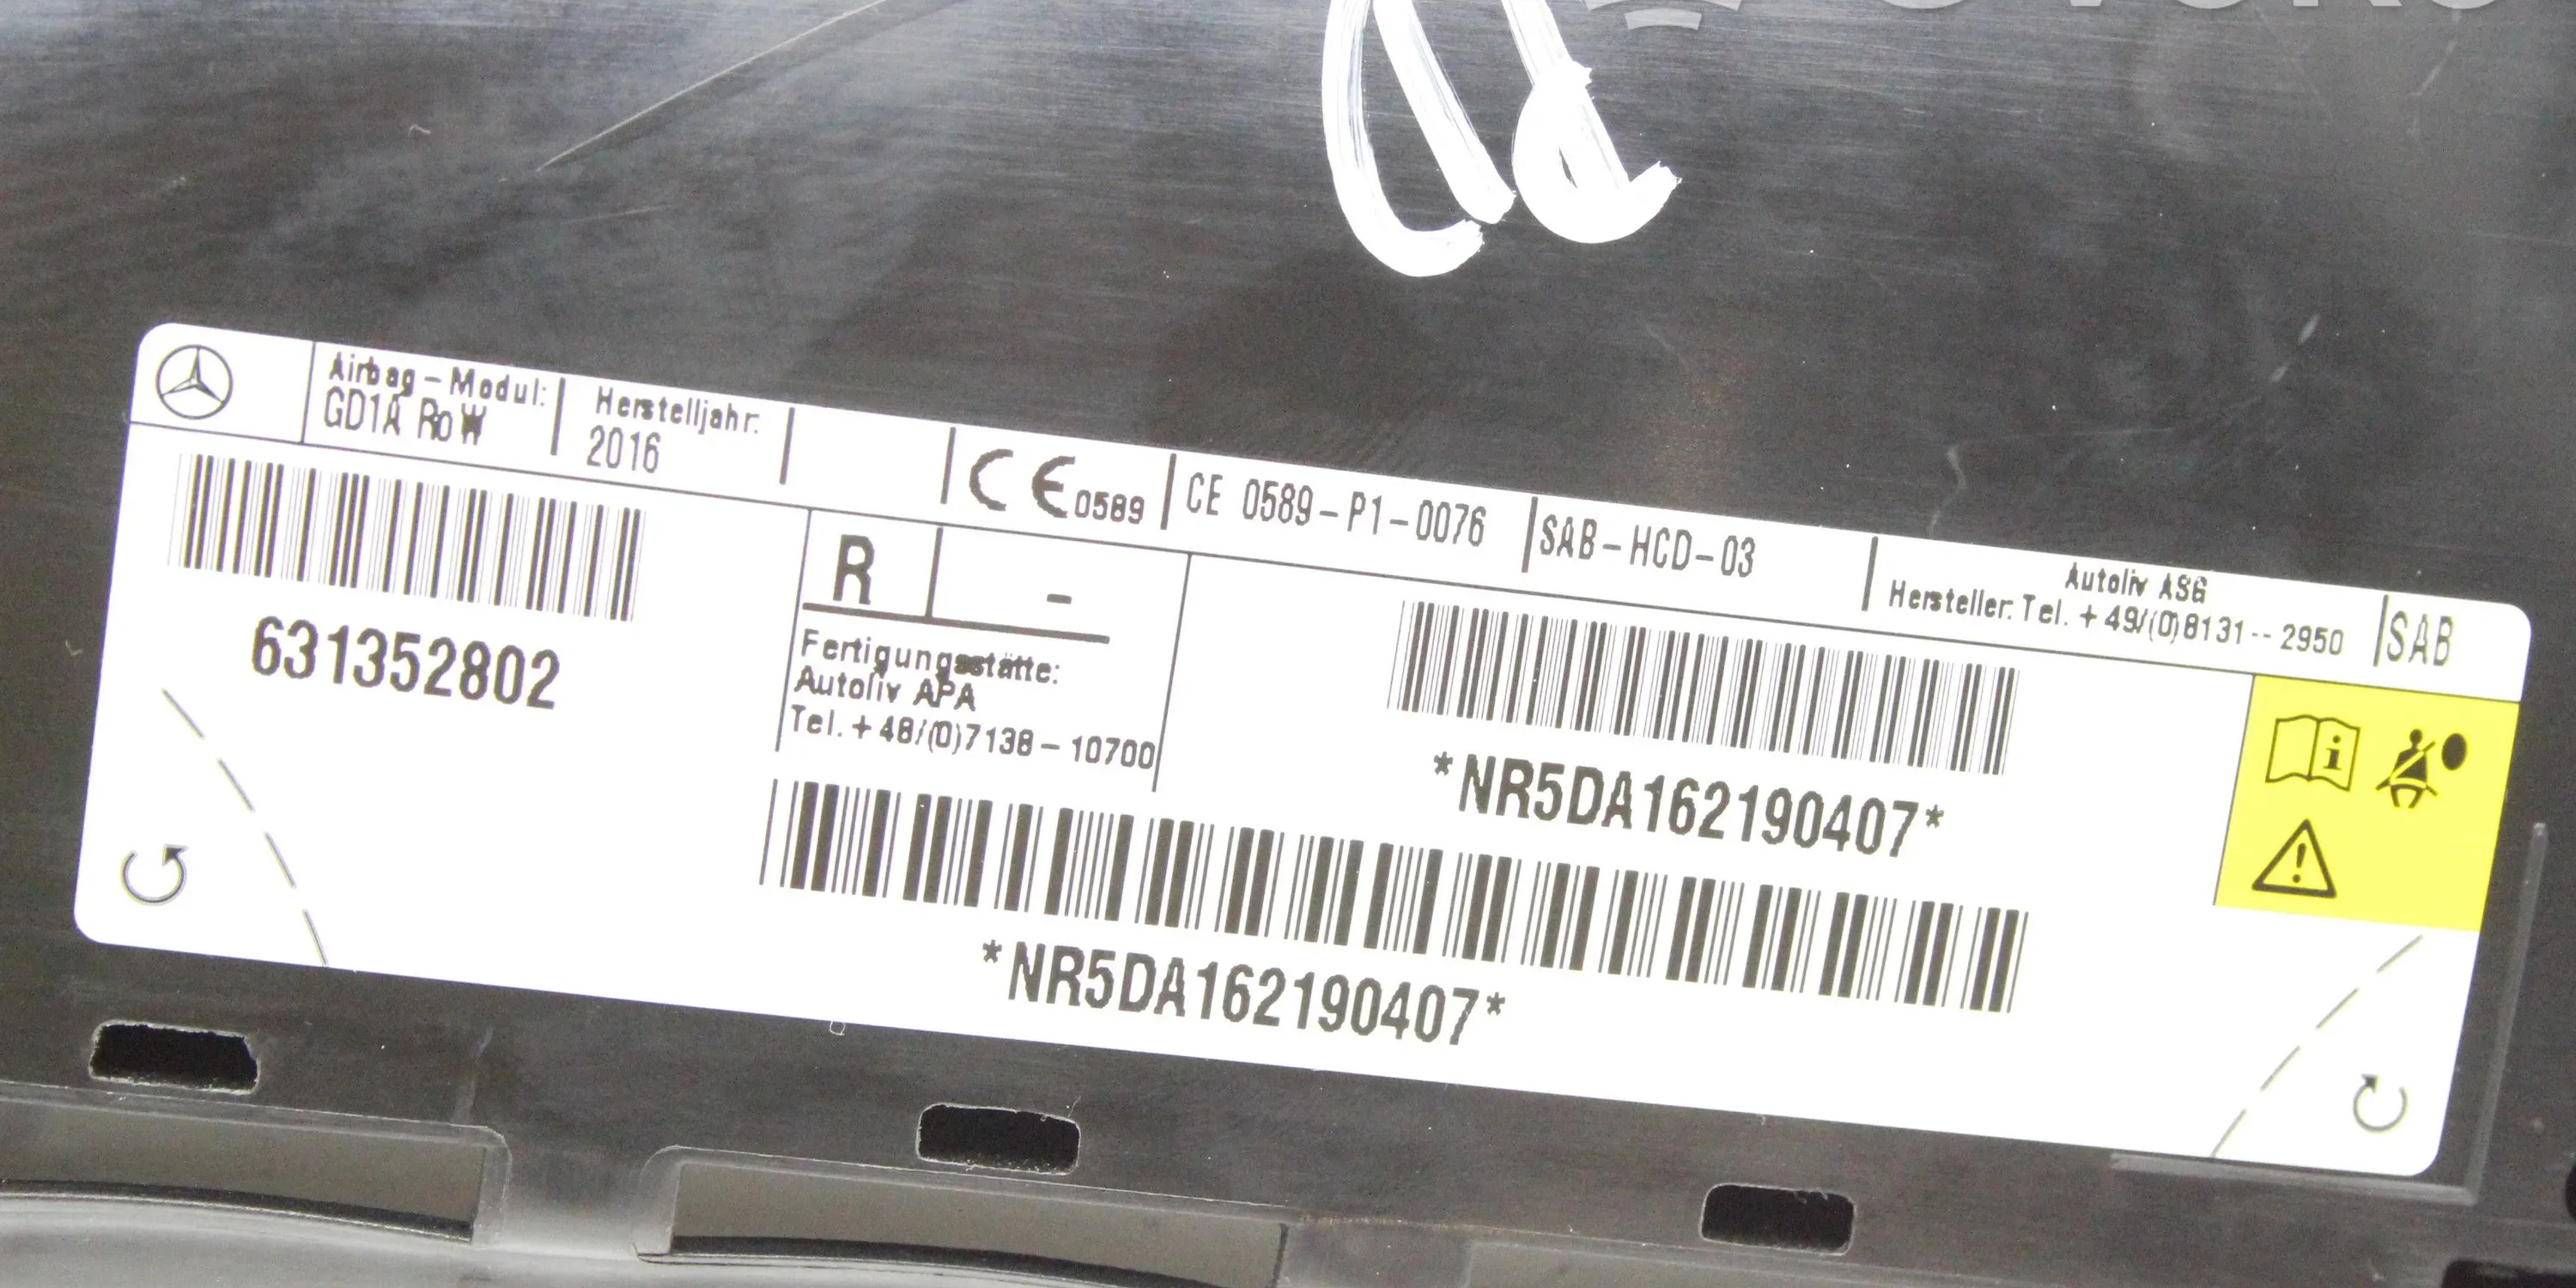 Airbag-Modul:
GD1A RoW
Herstelljahr:
2016
CE 0589
CE 0589-P1-0076
SAB-HCD-03
Autoliv ASG
Hersteller: Tel. +49/(0)8131--2950
SAB
631352802
R
-
Fertigungsstätte:
Autoliv APA
Tel. +48/(0)7138-10700
*NR5DA162190407*
*NR5DA162190407*